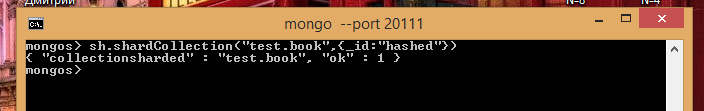 Дмитрий
N=8
N=4
mongo --port 20111
C:\.
mongos> sh.shardCollection("test.book",{_id:"hashed"})
{ "collectionsharded" : "test.book", "ok" : 1 }
mongos>